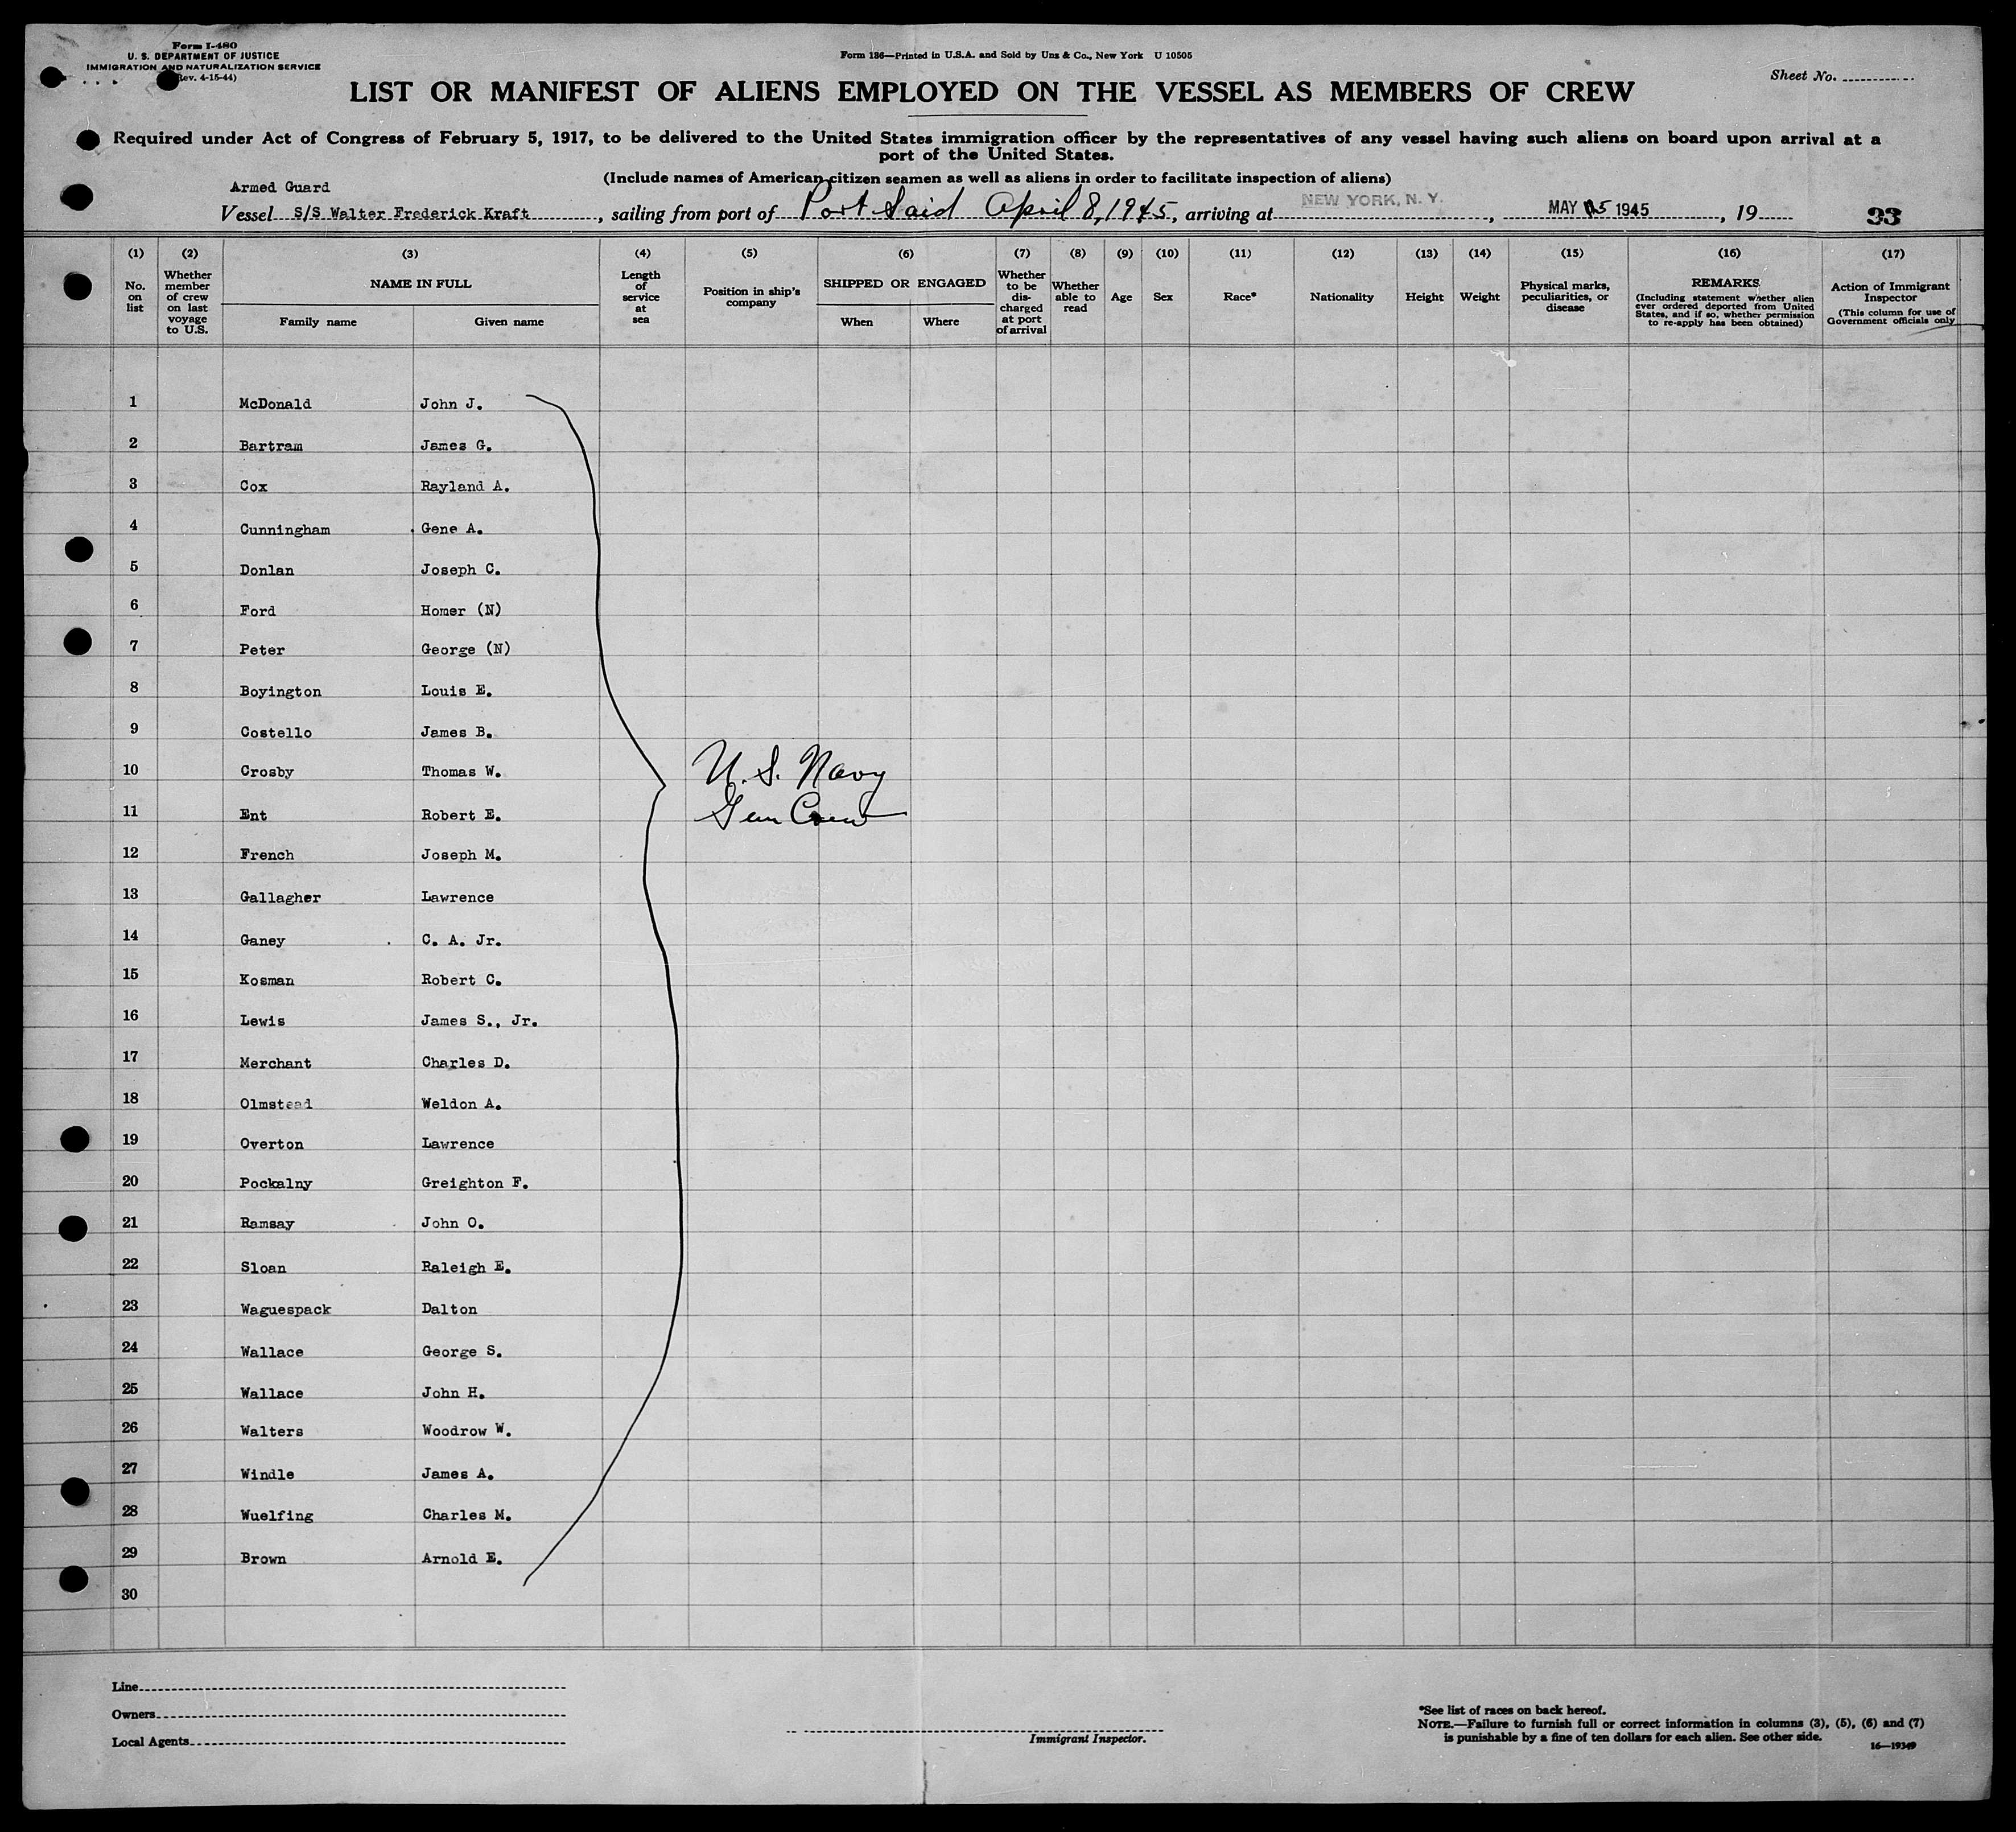 Form I-480
U. S. DEPARTMENT OF JUSTICE
IMMIGRATION AND NATURALIZATION SERVICE
(Rev. 4-15-44)
Form 136—Printed in U.S.A. and Sold by Unz & Co., New York U 10505
Sheet No.
LIST OR MANIFEST OF ALIENS EMPLOYED ON THE VESSEL AS MEMBERS OF CREW
Required under Act of Congress of February 5, 1917, to be delivered to the United States immigration officer by the representatives of any vessel having such aliens on board upon arrival at a
port of the United States.
(Include names of American citizen seamen as well as aliens in order to facilitate inspection of aliens)
Armed Guard
Vessel S/S Walter Frederick Kraft, sailing from port of Port Said April 8, 1945, arriving at NEW YORK, N. Y., MAY 1945, 19
(1) No. on list
(2) Whether member of crew on last voyage to U.S.
(3) NAME IN FULL
Family name Given name
(4) Length of service at sea
(5) Position in ship's company
(6) SHIPPED OR ENGAGED
When Where
(7) Whether to be discharged at port of arrival
(8) Whether able to read
(9) Age
(10) Sex
(11) Race*
(12) Nationality
(13) Height
(14) Weight
(15) Physical marks, peculiarities, or disease
(16) REMARKS (Including statement whether alien ever ordered deported from United States, and if so, whether permission to re-apply has been obtained)
(17) Action of Immigrant Inspector (This column for use of Government officials only
1 McDonald John J.
2 Bartram James G.
3 Cox Rayland A.
4 Cunningham Gene A.
5 Donlan Joseph C.
6 Ford Homer (N)
7 Peter George (N)
8 Boyington Louis E.
9 Costello James B.
10 Crosby Thomas W. U. S. Navy
11 Ent Robert E. Gun Crew
12 French Joseph M.
13 Gallagher Lawrence
14 Ganey C. A. Jr.
15 Kosman Robert C.
16 Lewis James S., Jr.
17 Merchant Charles D.
18 Olmstead Weldon A.
19 Overton Lawrence
20 Pockalny Greighton F.
21 Ramsay John O.
22 Sloan Raleigh E.
23 Waguespack Dalton
24 Wallace George S.
25 Wallace John H.
26 Walters Woodrow W.
27 Windle James A.
28 Wuelfing Charles M.
29 Brown Arnold E.
30
Line
Owners
Local Agents
Immigrant Inspector.
*See list of races on back hereof.
NOTE.—Failure to furnish full or correct information in columns (3), (5), (6) and (7)
is punishable by a fine of ten dollars for each alien. See other side.
16—19349